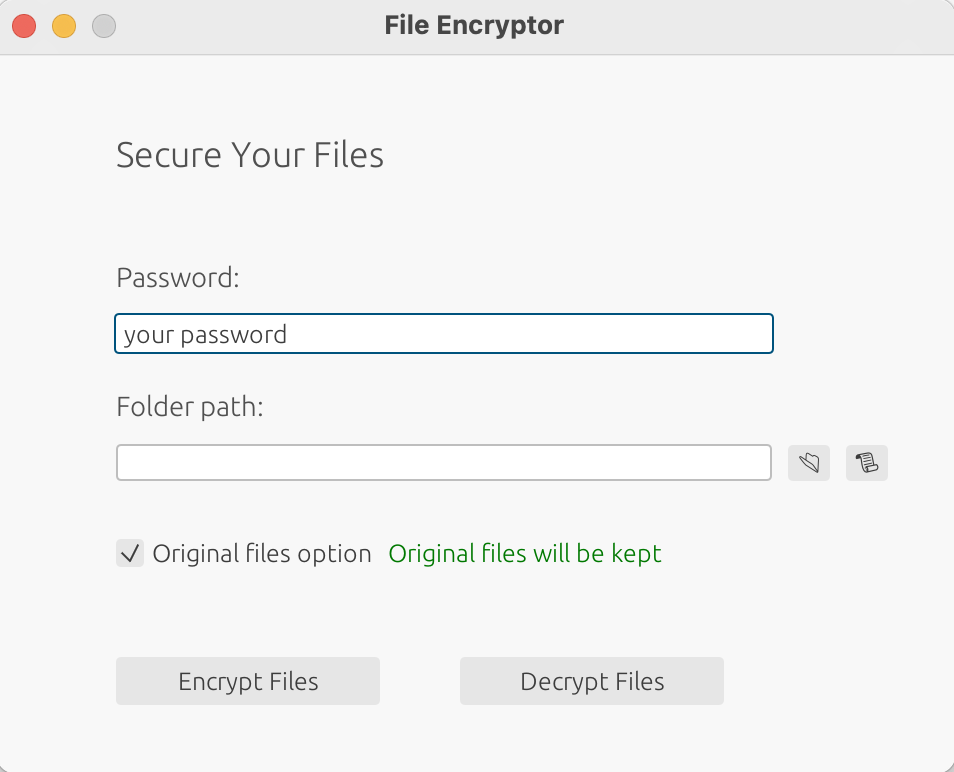 File Encryptor
Secure Your Files
Password:
your password
Folder path:
Original files option Original files will be kept
Encrypt Files Decrypt Files